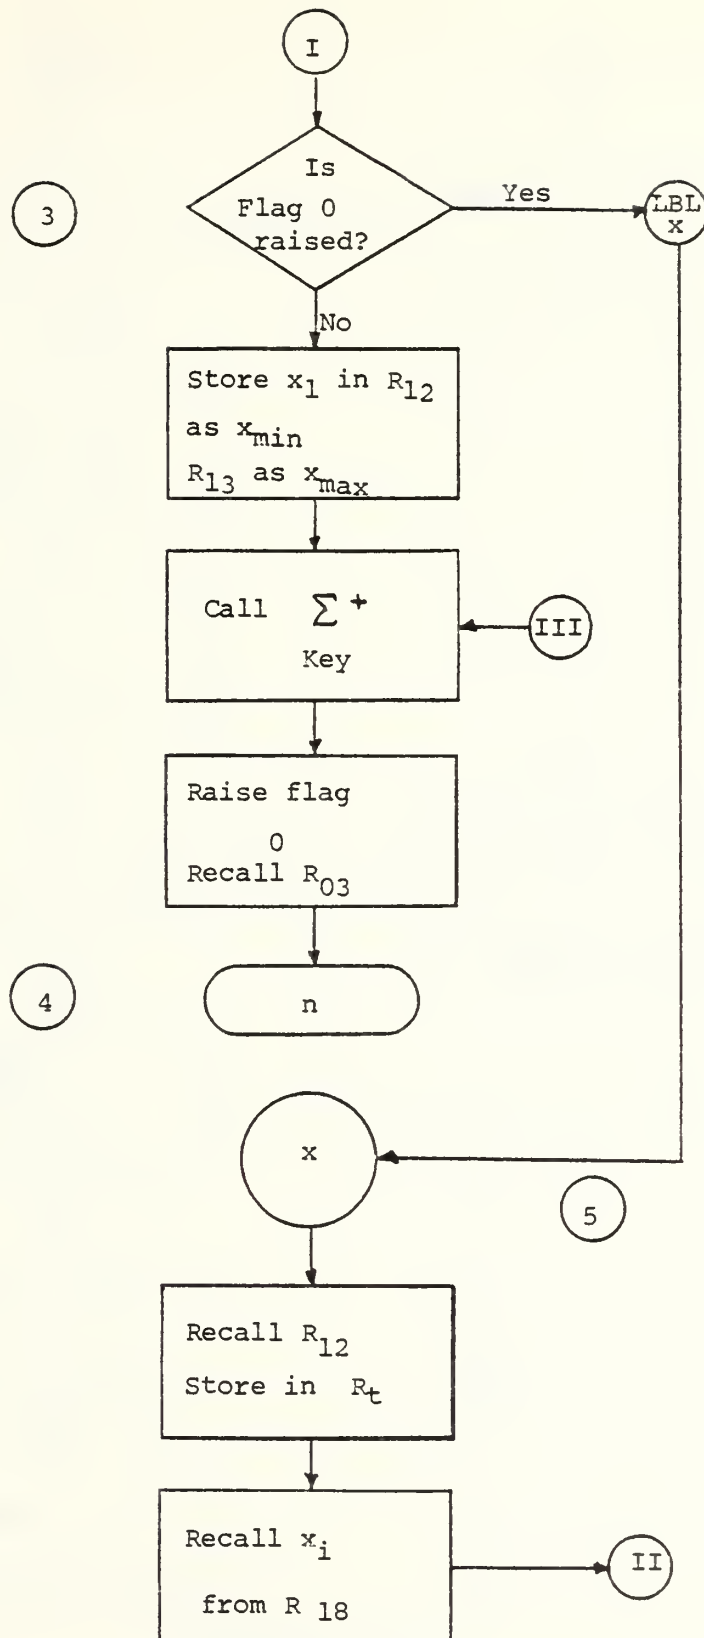 I
3
Is
Flag 0
raised?
Yes
LBL
x
No
Store x1 in R12
as xmin
R13 as xmax
Call Σ+
Key
III
Raise flag
0
Recall R03
4
n
x
5
Recall R12
Store in Rt
Recall xi
from R 18
II